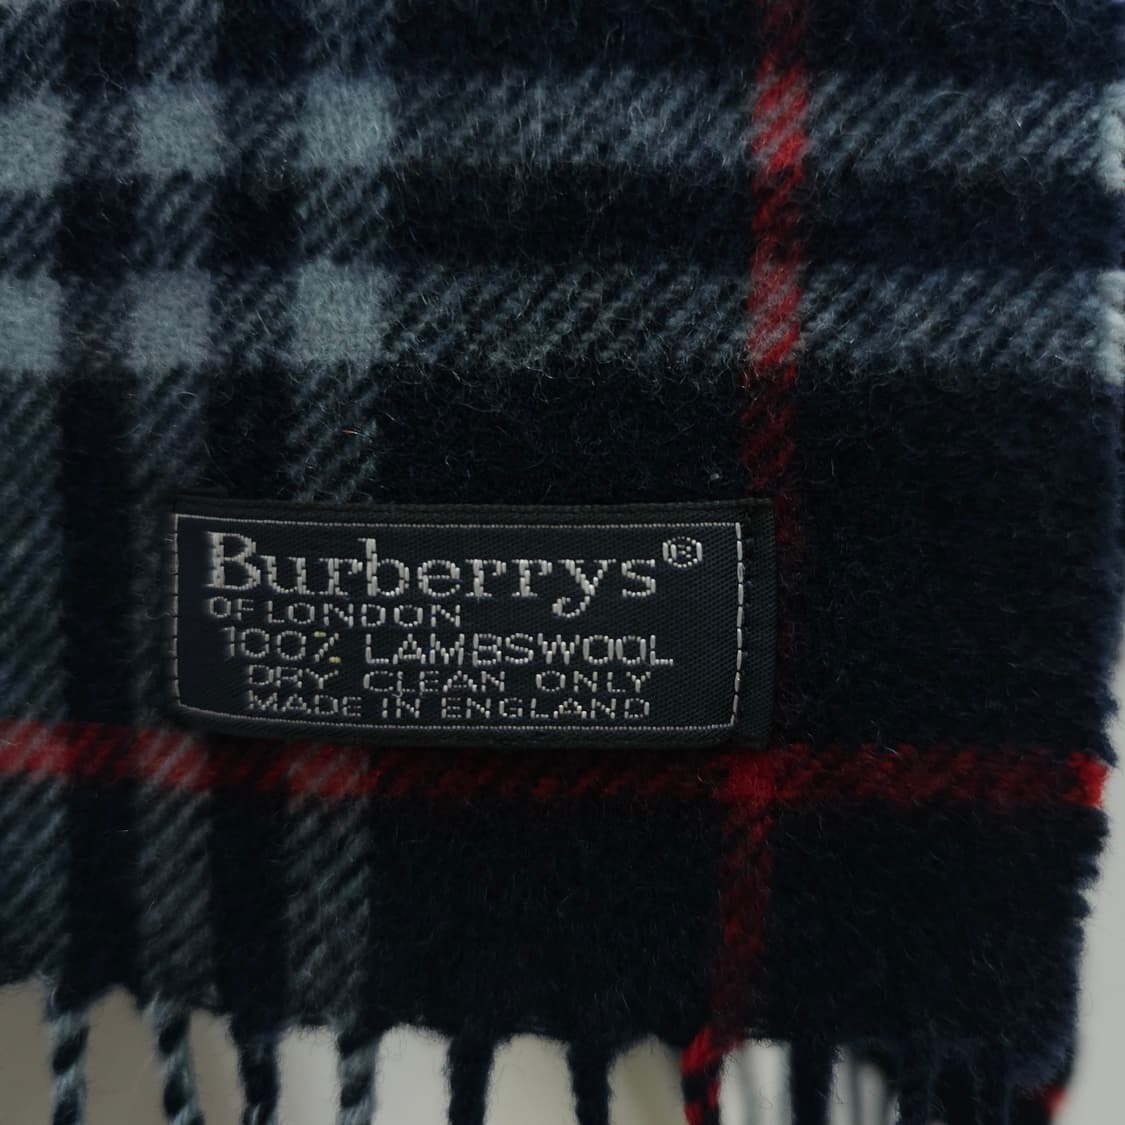 Burberrys®
OF LONDON
100% LAMBSWOOL
DRY CLEAN ONLY
MADE IN ENGLAND